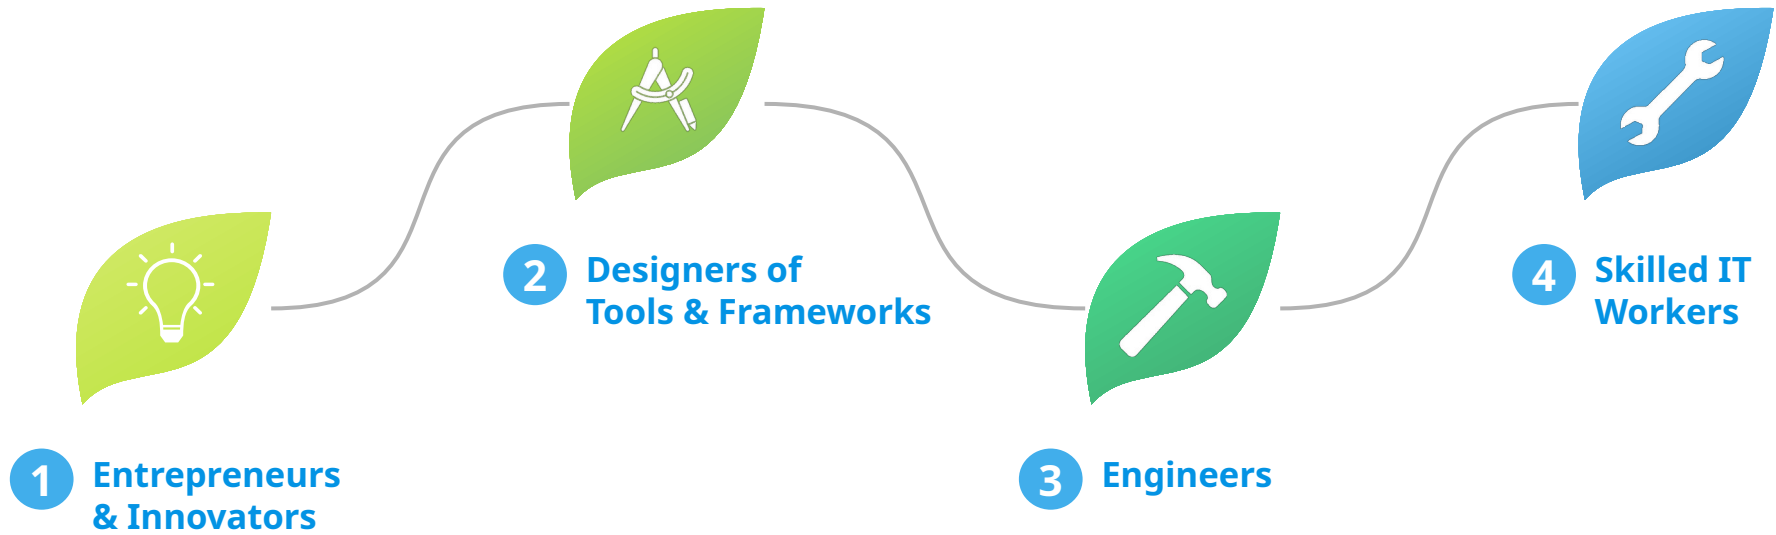 1 Entrepreneurs
& Innovators
2 Designers of
Tools & Frameworks
3 Engineers
4 Skilled IT
Workers